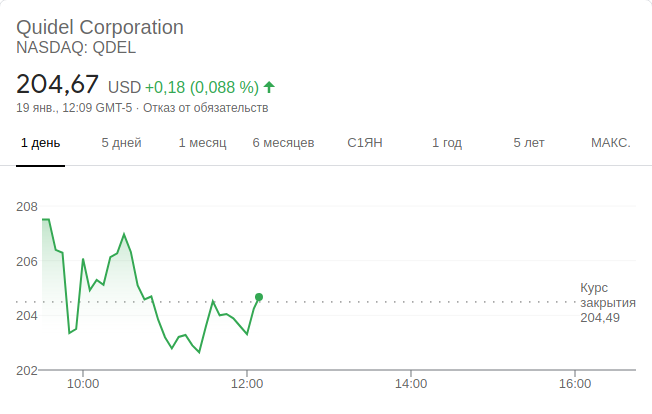 Quidel Corporation
NASDAQ: QDEL
204,67 USD +0,18 (0,088 %)
19 янв., 12:09 GMT-5 · Отказ от обязательств
1 день 5 дней 1 месяц 6 месяцев С1ЯН 1 год 5 лет МАКС.
208
206
204
202
Курс
закрытия
204,49
10:00 12:00 14:00 16:00